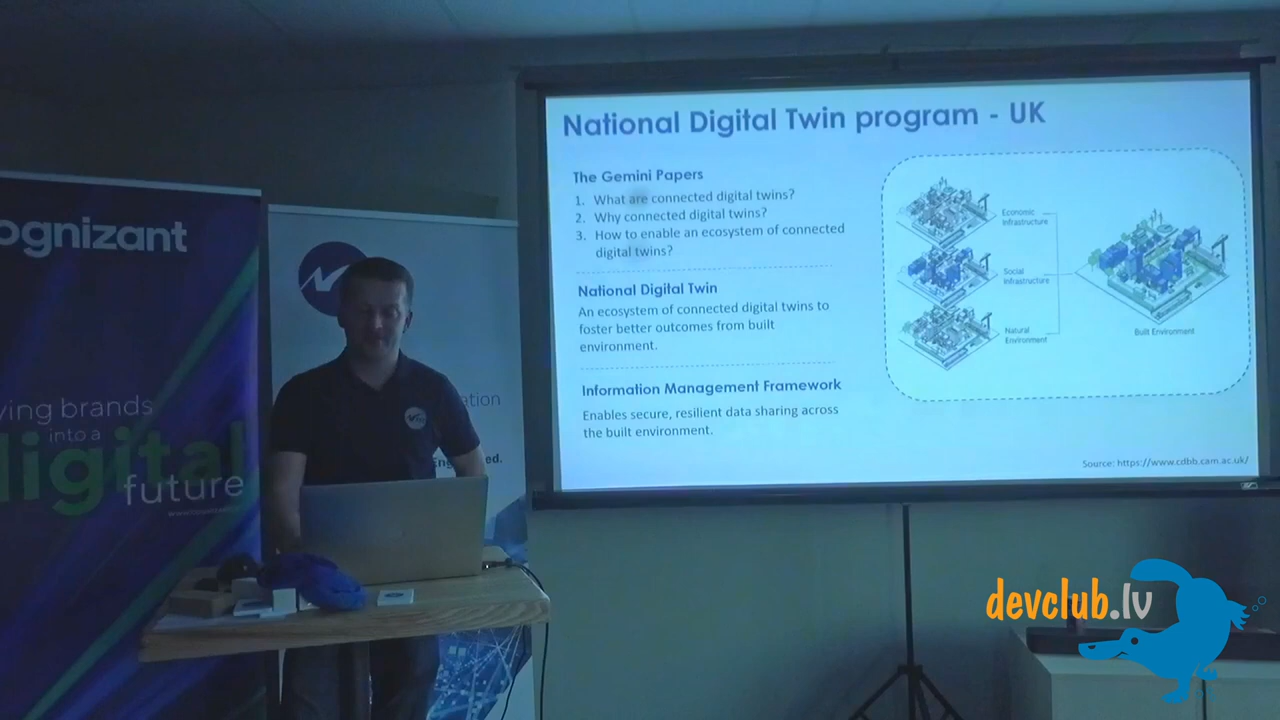 National Digital Twin program - UK
The Gemini Papers
1. What are connected digital twins?
2. Why connected digital twins?
3. How to enable an ecosystem of connected
digital twins?
National Digital Twin
An ecosystem of connected digital twins to
foster better outcomes from built
environment.
Information Management Framework
Enables secure, resilient data sharing across
the built environment.
Economic
Infrastructure
Social
Infrastructure
Natural
Environment
Built Environment
Source: https://www.cdbb.cam.ac.uk/
ognizant
ving brands
into a
digital
future
devclub.lv